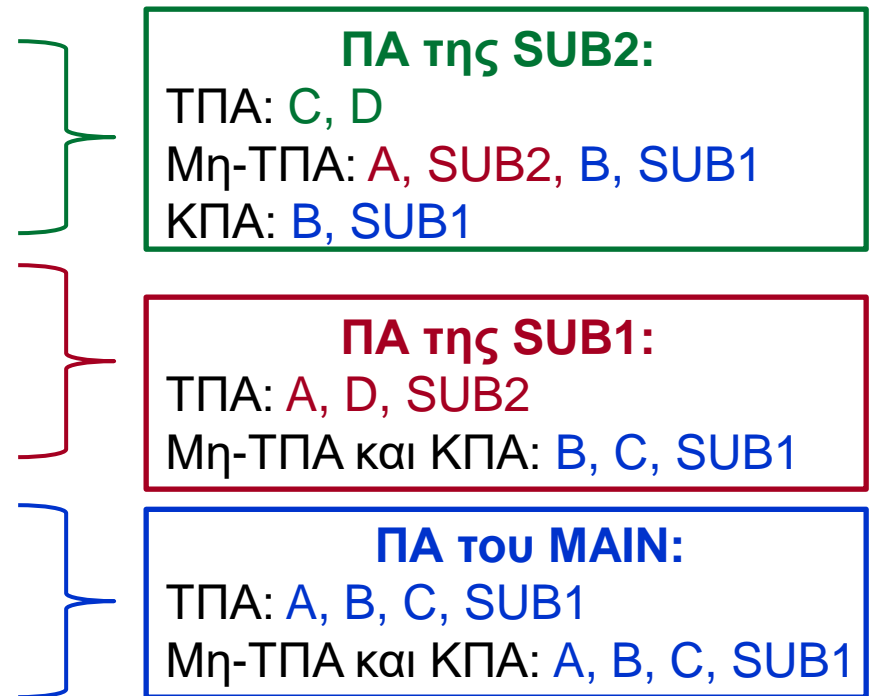 ΠΑ της SUB2:
ΤΠΑ: C, D
Μη-ΤΠΑ: A, SUB2, B, SUB1
ΚΠΑ: B, SUB1
ΠΑ της SUB1:
ΤΠΑ: A, D, SUB2
Μη-ΤΠΑ και ΚΠΑ: B, C, SUB1
ΠΑ του MAIN:
ΤΠΑ: A, B, C, SUB1
Μη-ΤΠΑ και ΚΠΑ: A, B, C, SUB1